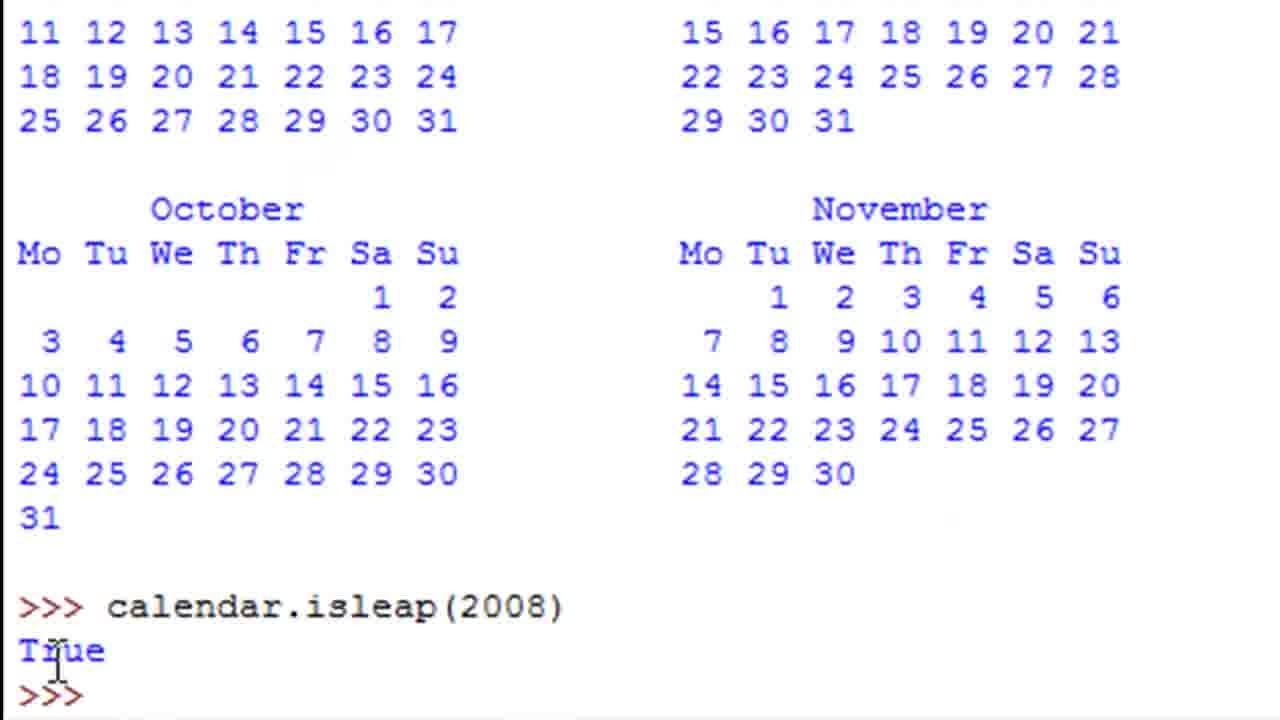 11 12 13 14 15 16 17 15 16 17 18 19 20 21
18 19 20 21 22 23 24 22 23 24 25 26 27 28
25 26 27 28 29 30 31 29 30 31
October November
Mo Tu We Th Fr Sa Su Mo Tu We Th Fr Sa Su
1 2 1 2 3 4 5 6
3 4 5 6 7 8 9 7 8 9 10 11 12 13
10 11 12 13 14 15 16 14 15 16 17 18 19 20
17 18 19 20 21 22 23 21 22 23 24 25 26 27
24 25 26 27 28 29 30 28 29 30
31
>>> calendar.isleap(2008)
True
>>>